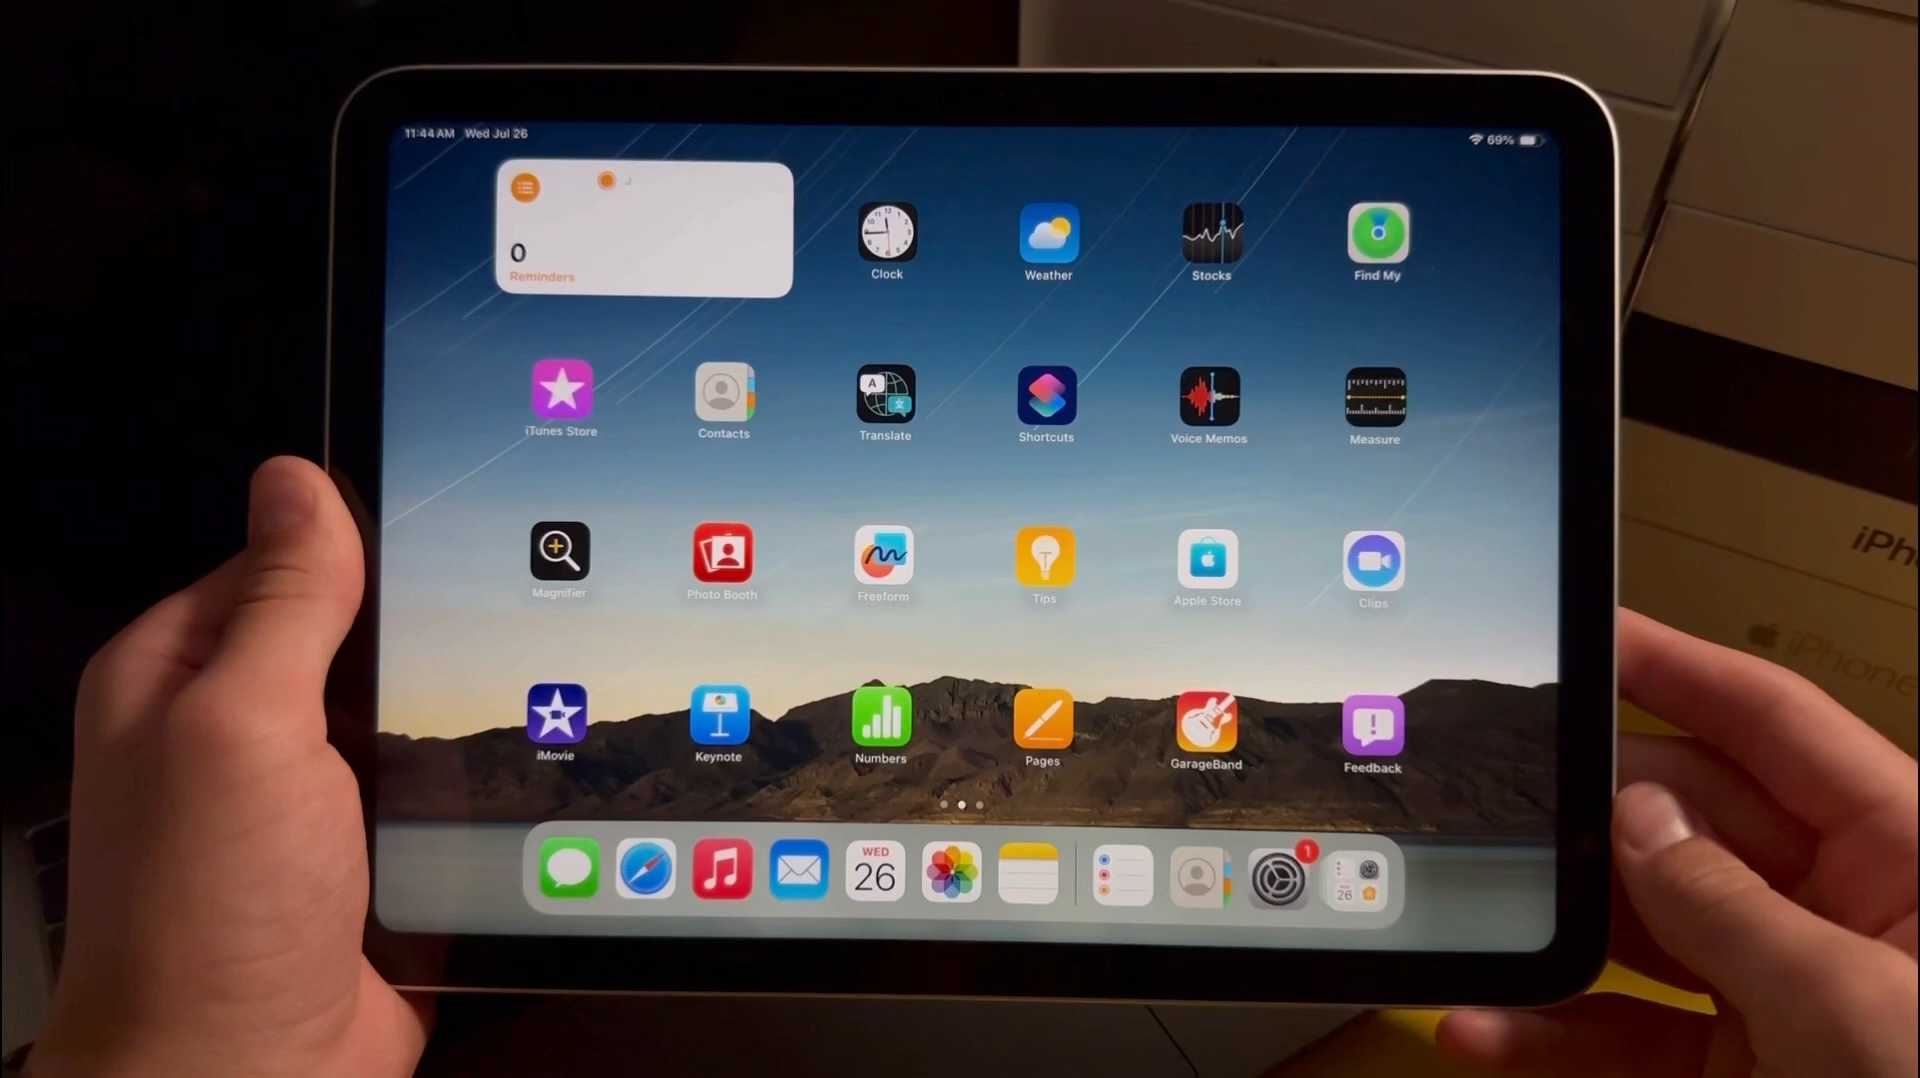 11:44 AM Wed Jul 26
69%
0
Reminders
Clock
Weather
Stocks
Find My
iTunes Store
Contacts
Translate
Shortcuts
Voice Memos
Measure
Magnifier
Photo Booth
Freeform
Tips
Apple Store
Clips
iMovie
Keynote
Numbers
Pages
GarageBand
Feedback
WED
26
1
26
iPh
iPhone